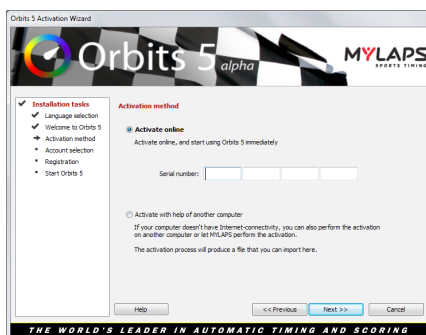 Orbits 5 Activation Wizard
Orbits 5 alpha
MYLAPS
SPORTS TIMING
Installation tasks
Language selection
Welcome to Orbits 5
Activation method
Account selection
Registration
Start Orbits 5
Activation method
Activate online
Activate online, and start using Orbits 5 immediately
Serial number:
Activate with help of another computer
If your computer doesn't have Internet-connectivity, you can also perform the activation
on another computer or let MYLAPS perform the activation.
The activation process will produce a file that you can import here.
Help
<< Previous
Next >>
Cancel
THE WORLD'S LEADER IN AUTOMATIC TIMING AND SCORING